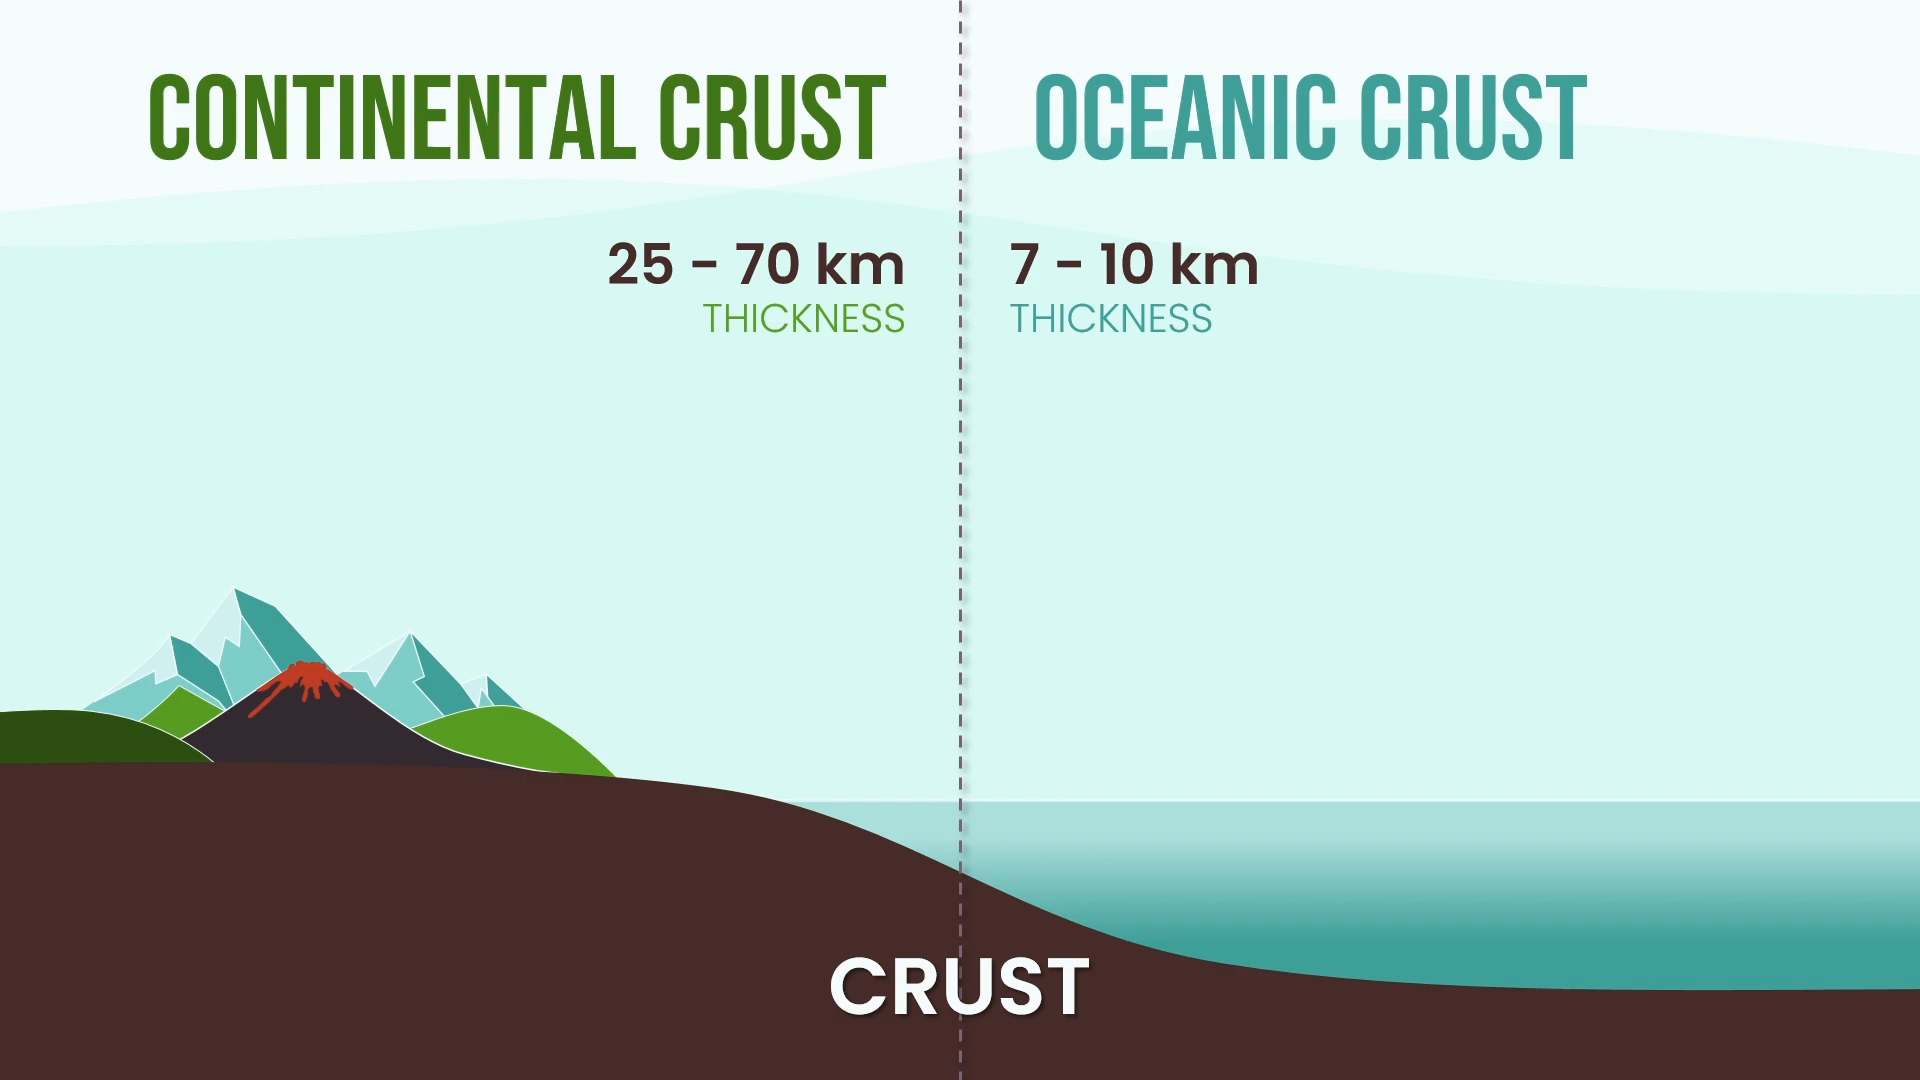 CONTINENTAL CRUST
25 - 70 km
THICKNESS
OCEANIC CRUST
7 - 10 km
THICKNESS
CRUST